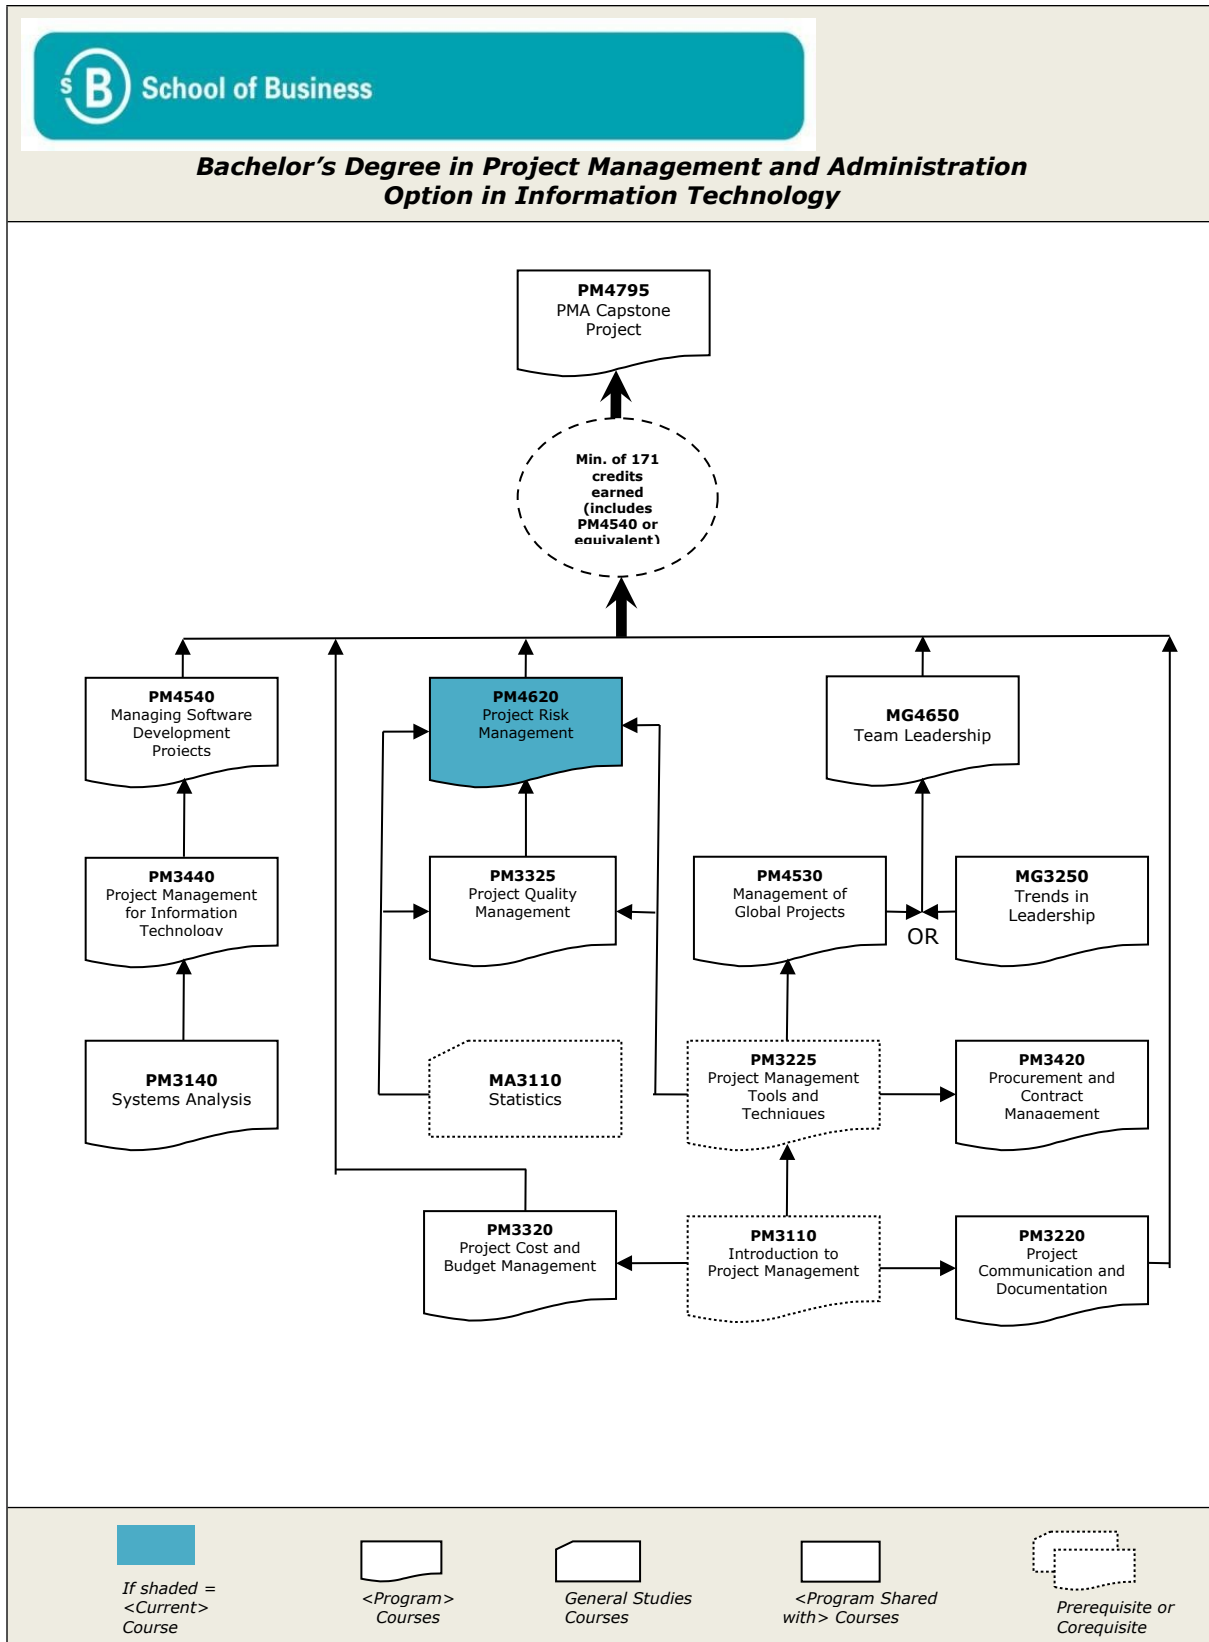 sB School of Business
Bachelor’s Degree in Project Management and Administration
Option in Information Technology
PM4795
PMA Capstone
Project
Min. of 171
credits
earned
(includes
PM4540 or
equivalent)
PM4540
Managing Software
Development
Projects
PM4620
Project Risk
Management
MG4650
Team Leadership
PM3440
Project Management
for Information
Technology
PM3325
Project Quality
Management
PM4530
Management of
Global Projects
OR
MG3250
Trends in
Leadership
PM3140
Systems Analysis
MA3110
Statistics
PM3225
Project Management
Tools and
Techniques
PM3420
Procurement and
Contract
Management
PM3320
Project Cost and
Budget Management
PM3110
Introduction to
Project Management
PM3220
Project
Communication and
Documentation
If shaded =
<Current>
Course
<Program>
Courses
General Studies
Courses
<Program Shared
with> Courses
Prerequisite or
Corequisite